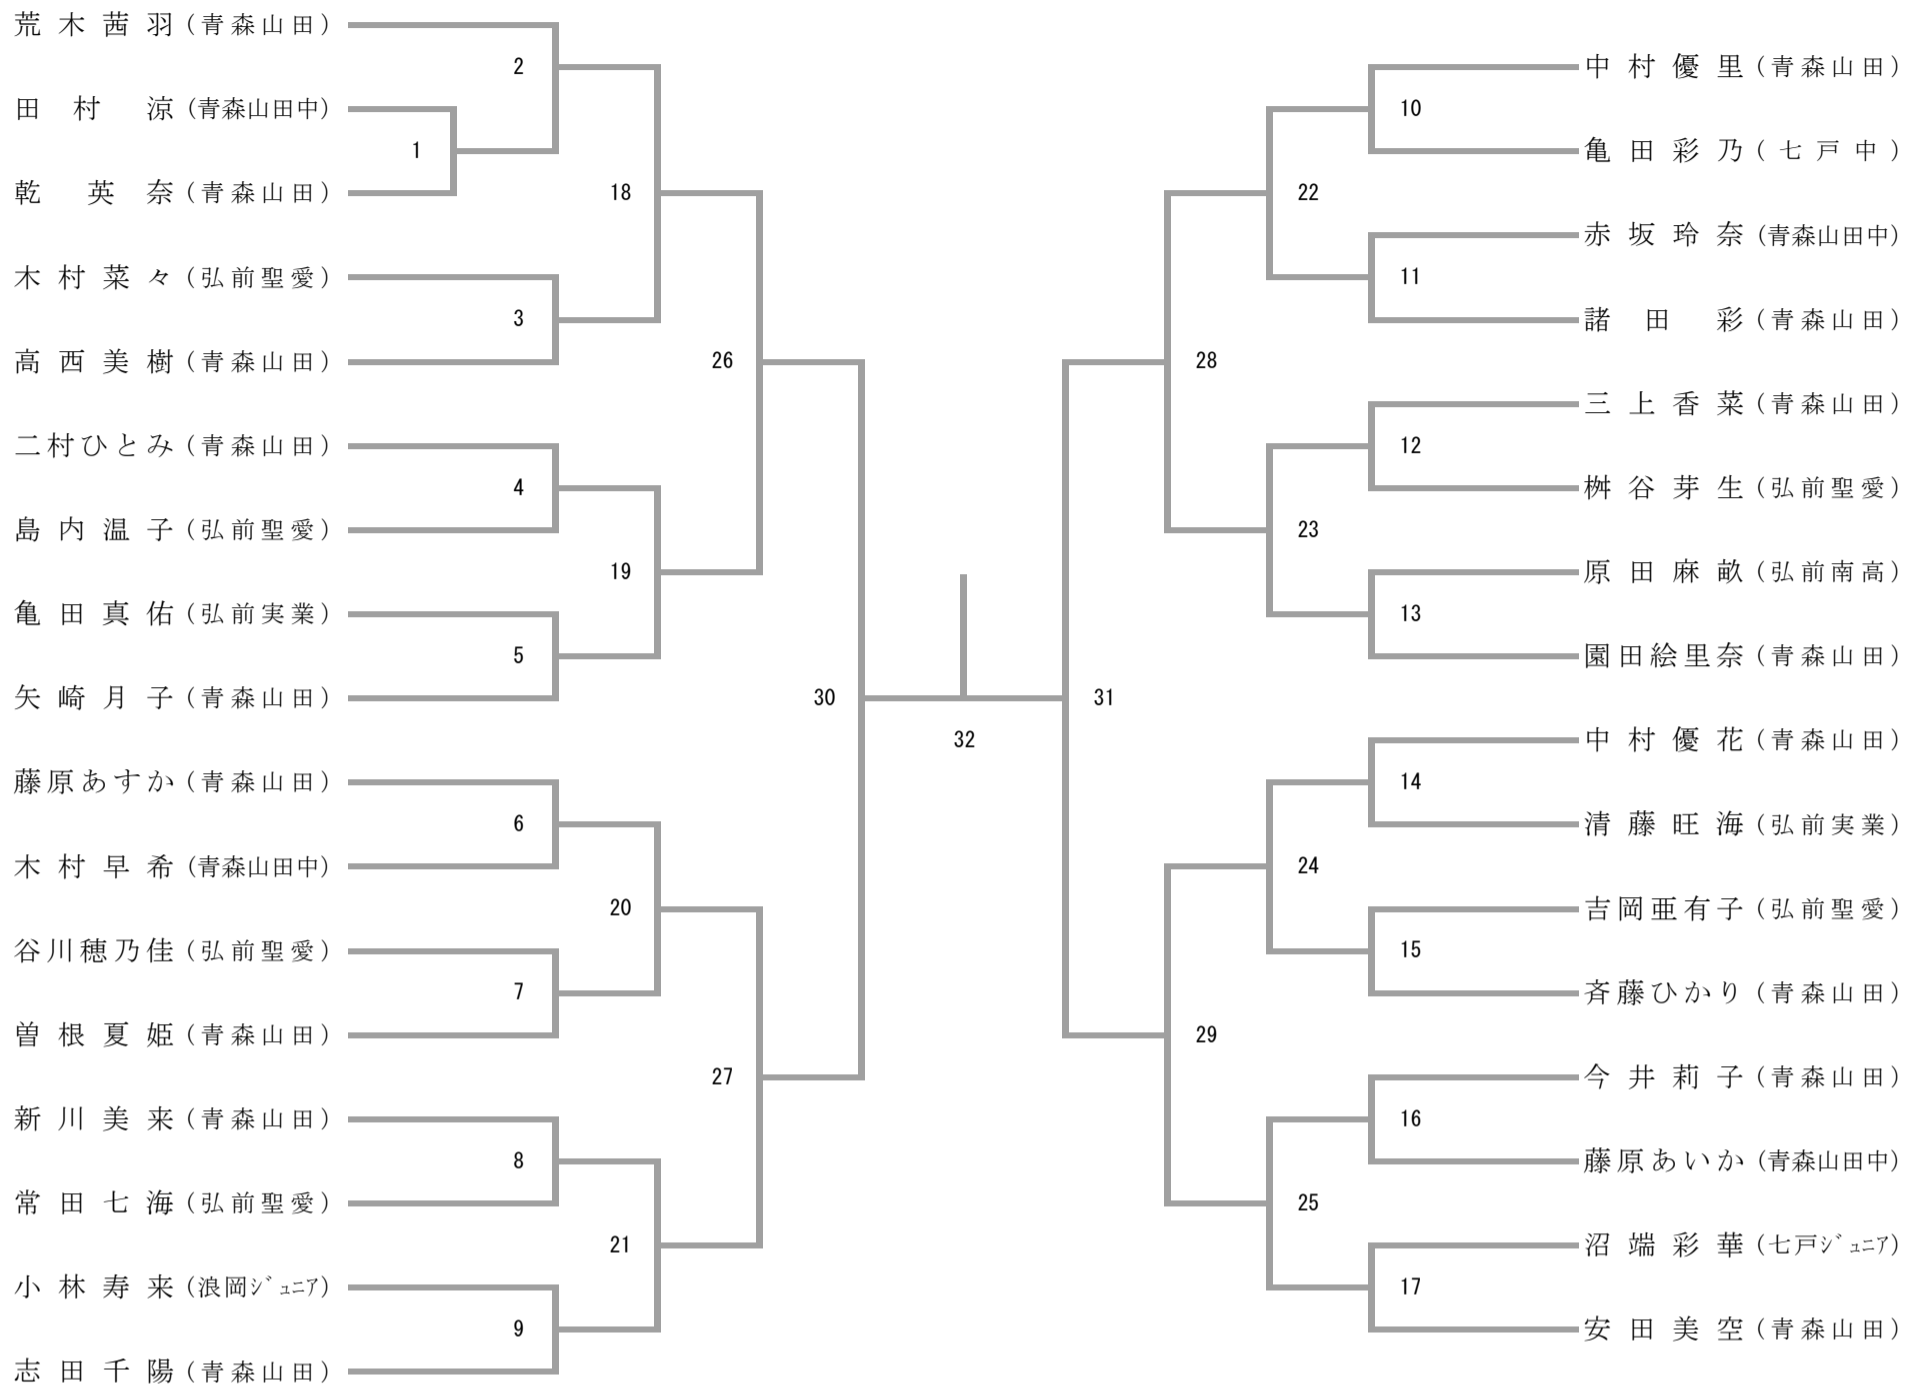 荒木茜羽(青森山田)
2
田村涼(青森山田中)
1
乾英奈(青森山田)
18
木村菜々(弘前聖愛)
3
高西美樹(青森山田)
26
二村ひとみ(青森山田)
4
島内温子(弘前聖愛)
19
亀田真佑(弘前実業)
5
矢崎月子(青森山田)
30
藤原あすか(青森山田)
6
木村早希(青森山田中)
20
谷川穂乃佳(弘前聖愛)
7
曽根夏姫(青森山田)
27
新川美来(青森山田)
8
常田七海(弘前聖愛)
21
小林寿来(浪岡ジュニア)
9
志田千陽(青森山田)
32
中村優里(青森山田)
10
亀田彩乃(七戸中)
22
赤坂玲奈(青森山田中)
11
諸田彩(青森山田)
28
三上香菜(青森山田)
12
桝谷芽生(弘前聖愛)
23
原田麻畝(弘前南高)
13
園田絵里奈(青森山田)
31
中村優花(青森山田)
14
清藤旺海(弘前実業)
24
吉岡亜有子(弘前聖愛)
15
斉藤ひかり(青森山田)
29
今井莉子(青森山田)
16
藤原あいか(青森山田中)
25
沼端彩華(七戸ジュニア)
17
安田美空(青森山田)